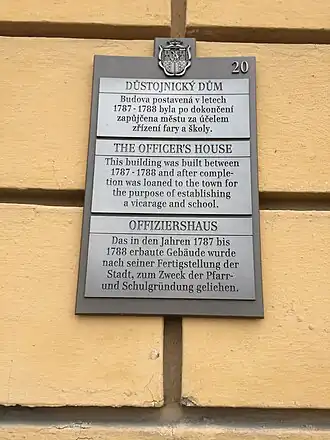 20
DŮSTOJNICKÝ DŮM
Budova postavená v letech
1787 - 1788 byla po dokončení
zapůjčena městu za účelem
zřízení fary a školy.
THE OFFICER'S HOUSE
This building was built between
1787 - 1788 and after comple-
tion was loaned to the town for
the purpose of establishing
a vicarage and school.
OFFIZIERSHAUS
Das in den Jahren 1787 bis
1788 erbaute Gebäude wurde
nach seiner Fertigstellung der
Stadt, zum Zweck der Pfarr-
und Schulgründung geliehen.